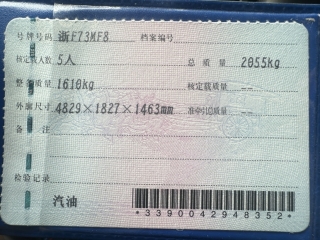 号牌号码 浙F73MF8 档案编号
核定载人数 5人 总质量 2055kg
整备质量 1610kg 核定载质量 --
外廓尺寸 4829×1827×1463mm 准牵引总质量 --
备注
检验记录
汽油
*3390042948352*